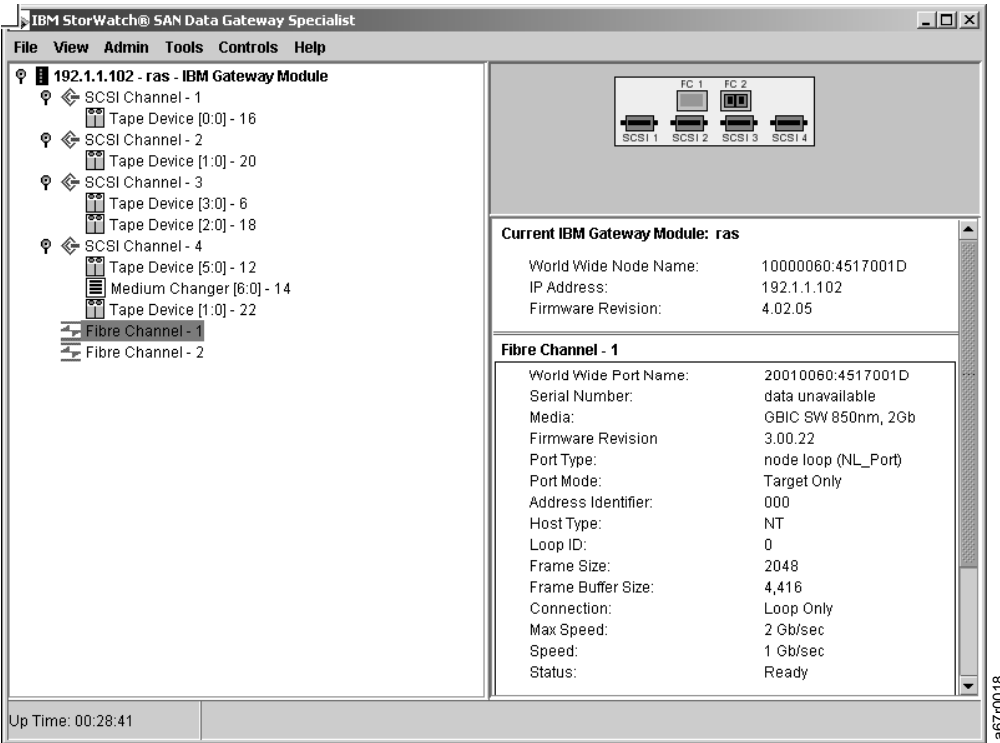 IBM StorWatch® SAN Data Gateway Specialist
File View Admin Tools Controls Help
192.1.1.102 - ras - IBM Gateway Module
SCSI Channel - 1
Tape Device [0:0] - 16
SCSI Channel - 2
Tape Device [1:0] - 20
SCSI Channel - 3
Tape Device [3:0] - 6
Tape Device [2:0] - 18
SCSI Channel - 4
Tape Device [5:0] - 12
Medium Changer [6:0] - 14
Tape Device [1:0] - 22
Fibre Channel - 1
Fibre Channel - 2
FC 1 FC 2
SCSI 1 SCSI 2 SCSI 3 SCSI 4
Current IBM Gateway Module: ras
World Wide Node Name: 10000060:4517001D
IP Address: 192.1.1.102
Firmware Revision: 4.02.05
Fibre Channel - 1
World Wide Port Name: 20010060:4517001D
Serial Number: data unavailable
Media: GBIC SW 850nm, 2Gb
Firmware Revision 3.00.22
Port Type: node loop (NL_Port)
Port Mode: Target Only
Address Identifier: 000
Host Type: NT
Loop ID: 0
Frame Size: 2048
Frame Buffer Size: 4,416
Connection: Loop Only
Max Speed: 2 Gb/sec
Speed: 1 Gb/sec
Status: Ready
Up Time: 00:28:41
a67r0018